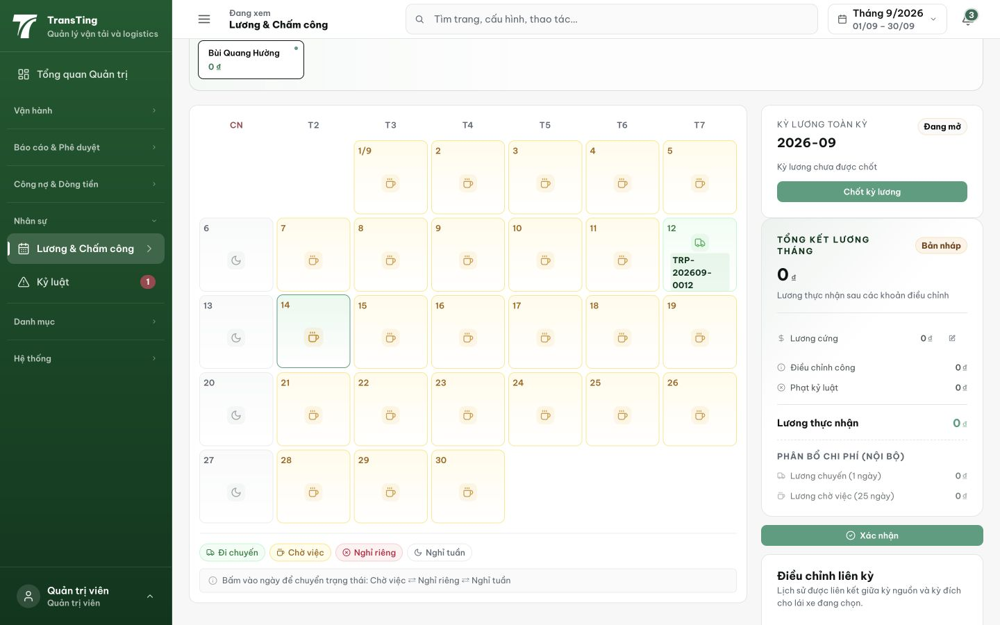 TransTing
Quản lý vận tải và logistics
Tổng quan Quản trị
Vận hành
Báo cáo & Phê duyệt
Công nợ & Dòng tiền
Nhân sự
Lương & Chấm công
Kỷ luật
1
Danh mục
Hệ thống
Quản trị viên
Quản trị viên
Đang xem
Lương & Chấm công
Tìm trang, cấu hình, thao tác...
Tháng 9/2026
01/09 – 30/09
3
Bùi Quang Hường
0 ₫
CN T2 T3 T4 T5 T6 T7
1/9 2 3 4 5
6 7 8 9 10 11 12
TRP-
202609-
0012
13 14 15 16 17 18 19
20 21 22 23 24 25 26
27 28 29 30
Đi chuyến
Chờ việc
Nghỉ riêng
Nghỉ tuần
Bấm vào ngày để chuyển trạng thái: Chờ việc ⇄ Nghỉ riêng ⇄ Nghỉ tuần
KỲ LƯƠNG TOÀN KỲ
Đang mở
2026-09
Kỳ lương chưa được chốt
Chốt kỳ lương
TỔNG KẾT LƯƠNG
THÁNG
Bản nháp
0 ₫
Lương thực nhận sau các khoản điều chỉnh
Lương cứng 0 ₫
Điều chỉnh công 0 ₫
Phạt kỷ luật 0 ₫
Lương thực nhận 0 ₫
PHÂN BỔ CHI PHÍ (NỘI BỘ)
Lương chuyến (1 ngày) 0 ₫
Lương chờ việc (25 ngày) 0 ₫
Xác nhận
Điều chỉnh liên kỳ
Lịch sử được liên kết giữa kỳ nguồn và kỳ đích
cho lái xe đang chọn.